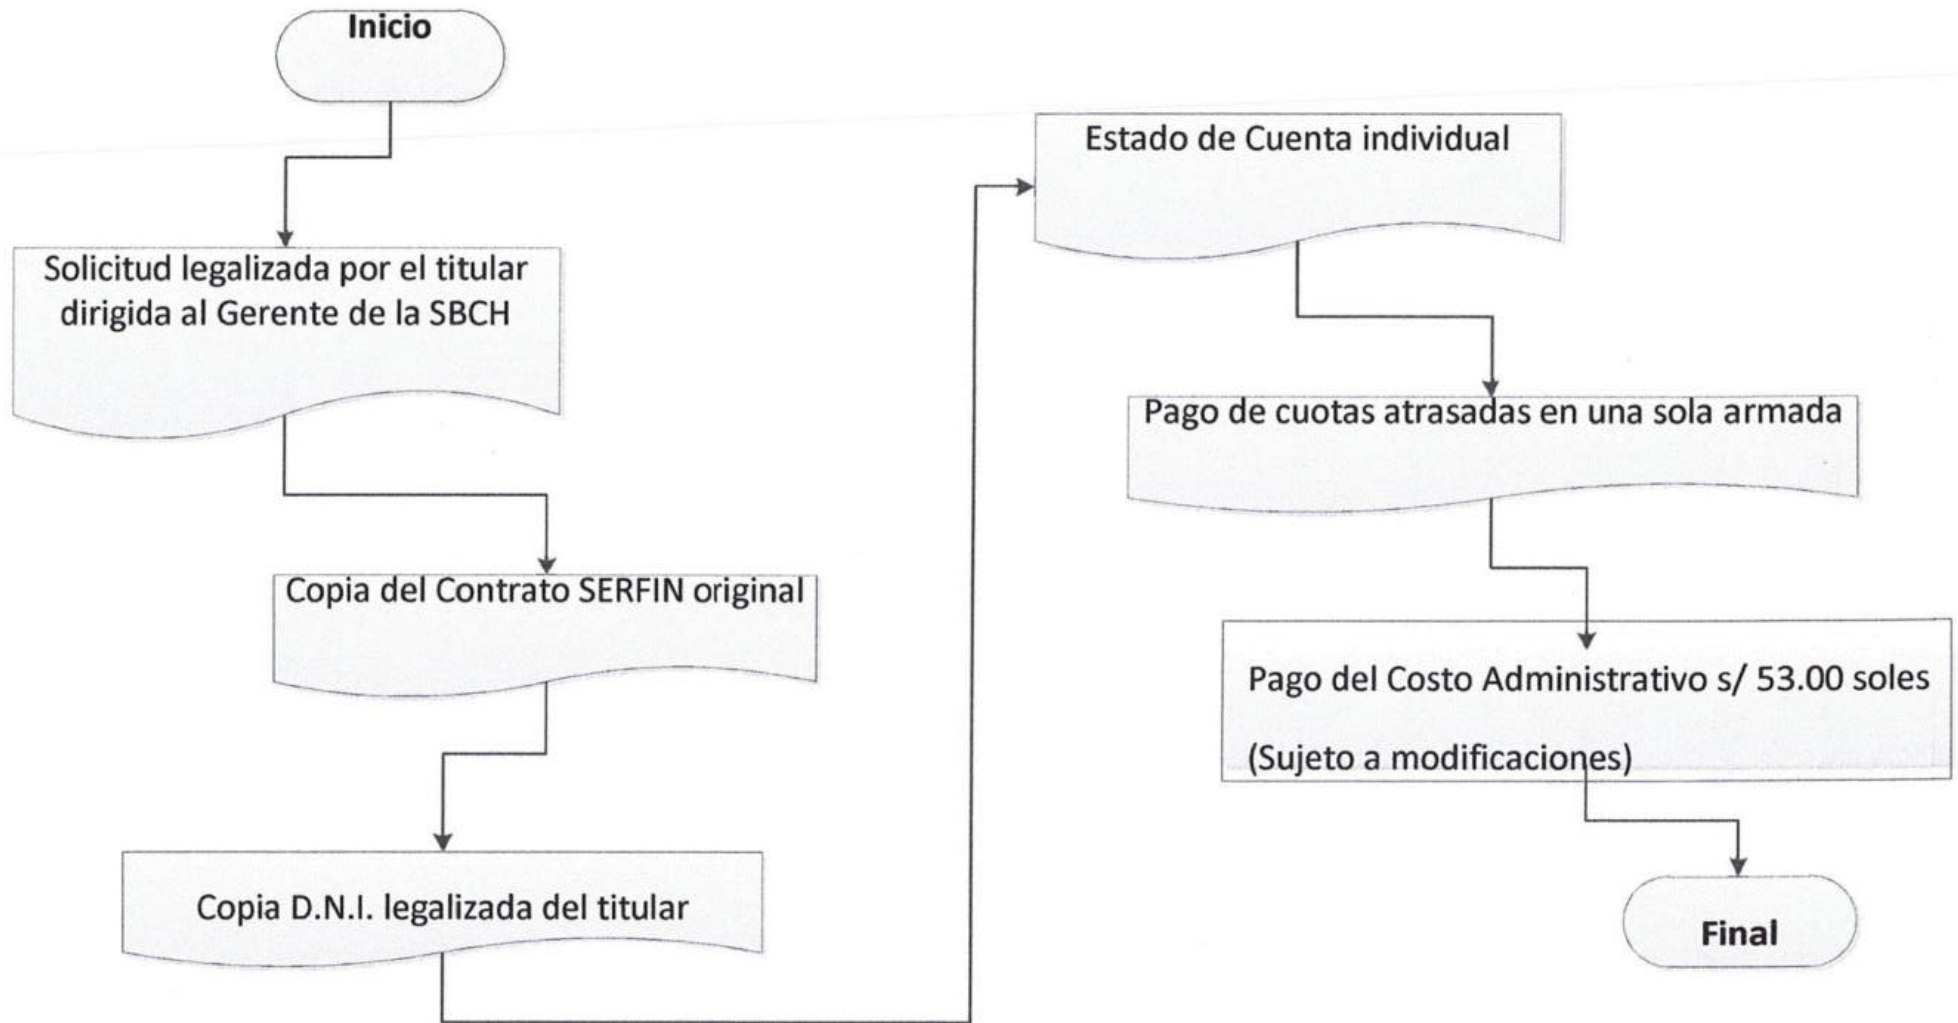 Inicio
Solicitud legalizada por el titular
dirigida al Gerente de la SBCH
Copia del Contrato SERFIN original
Copia D.N.I. legalizada del titular
Estado de Cuenta individual
Pago de cuotas atrasadas en una sola armada
Pago del Costo Administrativo s/ 53.00 soles
(Sujeto a modificaciones)
Final